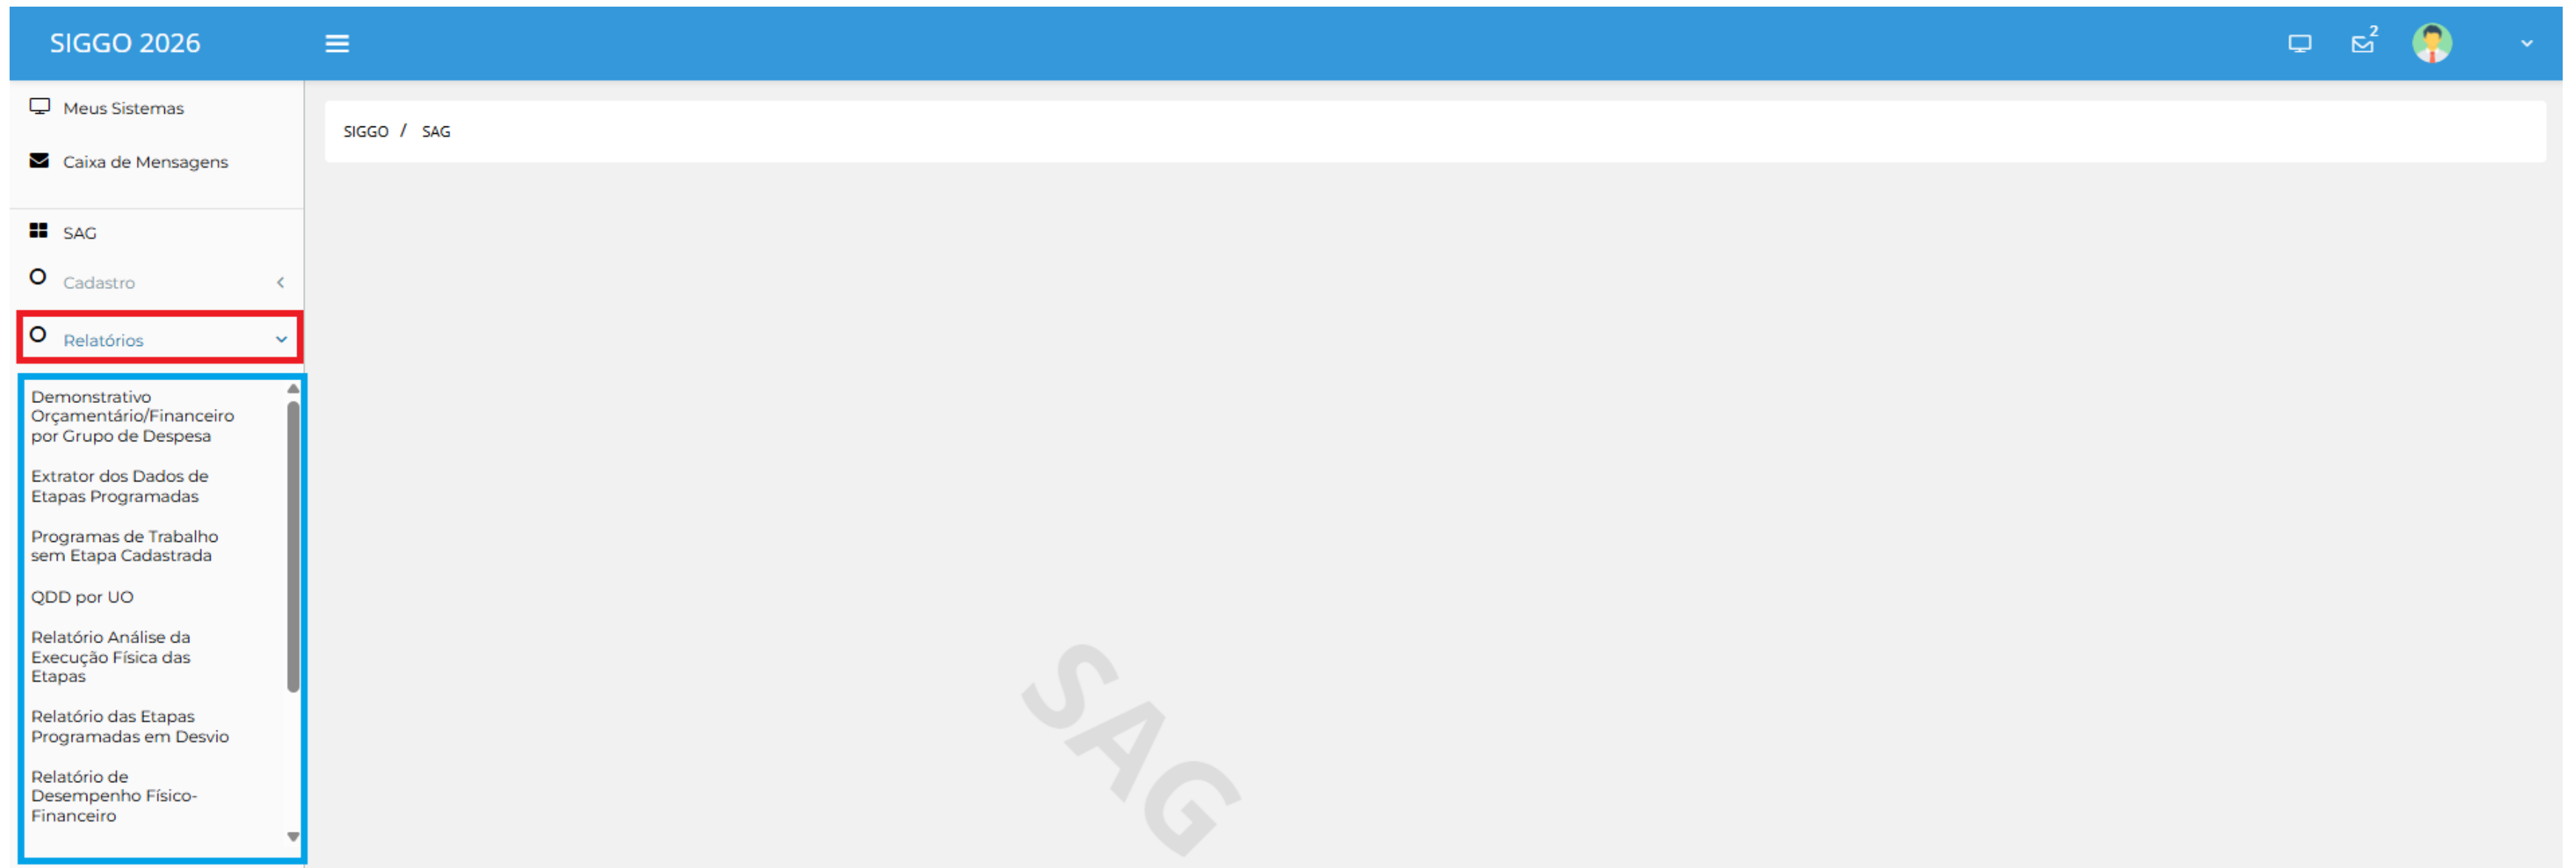 SIGGO 2026
2
Meus Sistemas
Caixa de Mensagens
SIGGO / SAG
SAG
Cadastro
Relatórios
Demonstrativo
Orçamentário/Financeiro
por Grupo de Despesa
Extrator dos Dados de
Etapas Programadas
Programas de Trabalho
sem Etapa Cadastrada
QDD por UO
Relatório Análise da
Execução Física das
Etapas
Relatório das Etapas
Programadas em Desvio
Relatório de
Desempenho Físico-
Financeiro
SAG